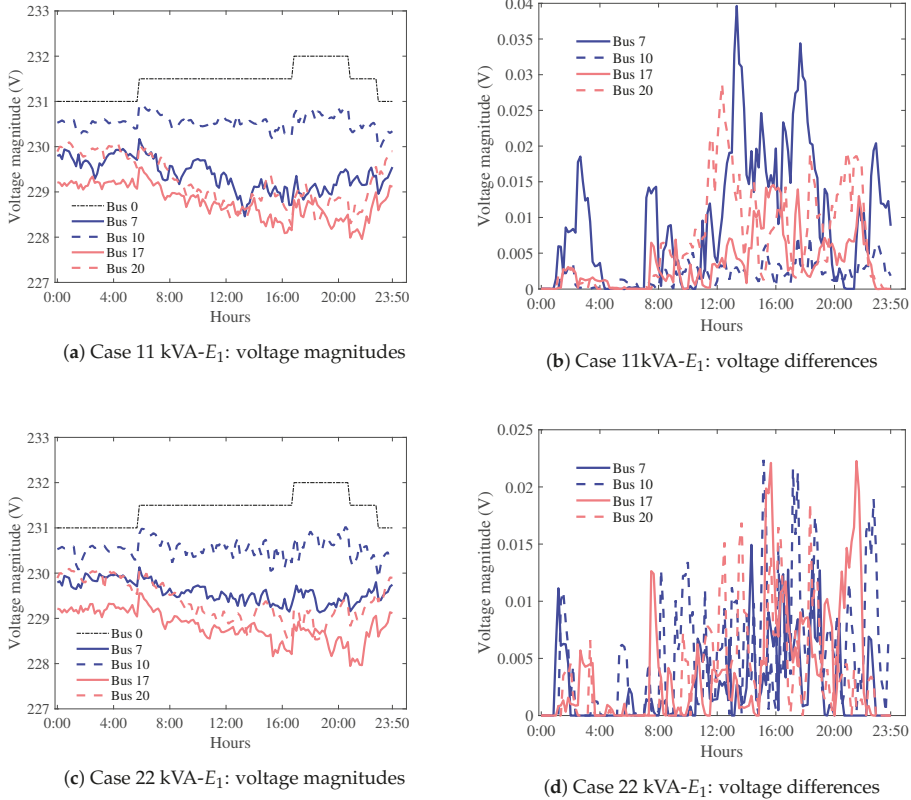 233
232
231
230
229
228
227
Voltage magnitude (V)
Bus 0
Bus 7
Bus 10
Bus 17
Bus 20
0:00 4:00 8:00 12:00 16:00 20:00 23:50
Hours
(a) Case 11 kVA-E1: voltage magnitudes
0.04
0.035
0.03
0.025
0.02
0.015
0.01
0.005
0
Voltage magnitude (V)
Bus 7
Bus 10
Bus 17
Bus 20
0:00 4:00 8:00 12:00 16:00 20:00 23:50
Hours
(b) Case 11kVA-E1: voltage differences
233
232
231
230
229
228
227
Voltage magnitude (V)
Bus 0
Bus 7
Bus 10
Bus 17
Bus 20
0:00 4:00 8:00 12:00 16:00 20:00 23:50
Hours
(c) Case 22 kVA-E1: voltage magnitudes
0.025
0.02
0.015
0.01
0.005
0
Voltage magnitude (V)
Bus 7
Bus 10
Bus 17
Bus 20
0:00 4:00 8:00 12:00 16:00 20:00 23:50
Hours
(d) Case 22 kVA-E1: voltage differences